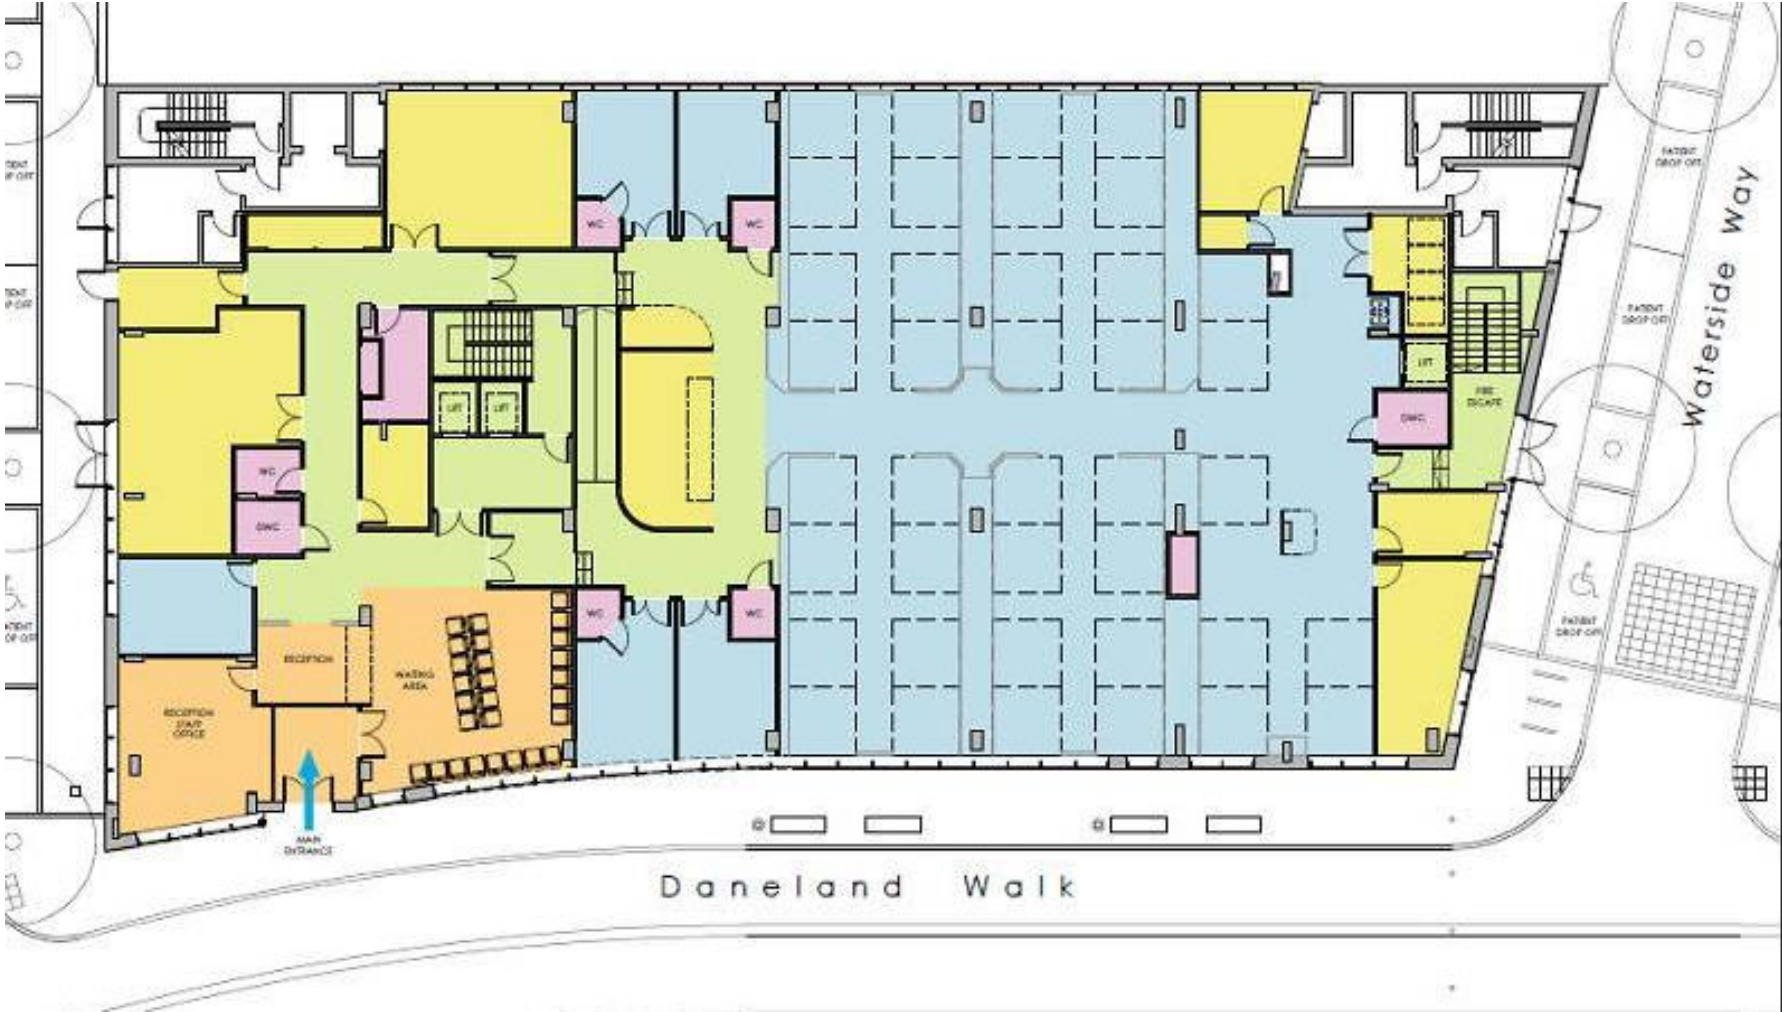 PATIENT
DROP OFF
Waterside Way
WC
WC
PATIENT
DROP OFF
LIFT
LIFT
LIFT
FIRE
ESCAPE
DWC
WC
DWC
WC
WC
PATIENT
DROP OFF
RECEPTION
WAITING
AREA
RECEPTION
STAFF
OFFICE
MAIN
ENTRANCE
Daneland Walk